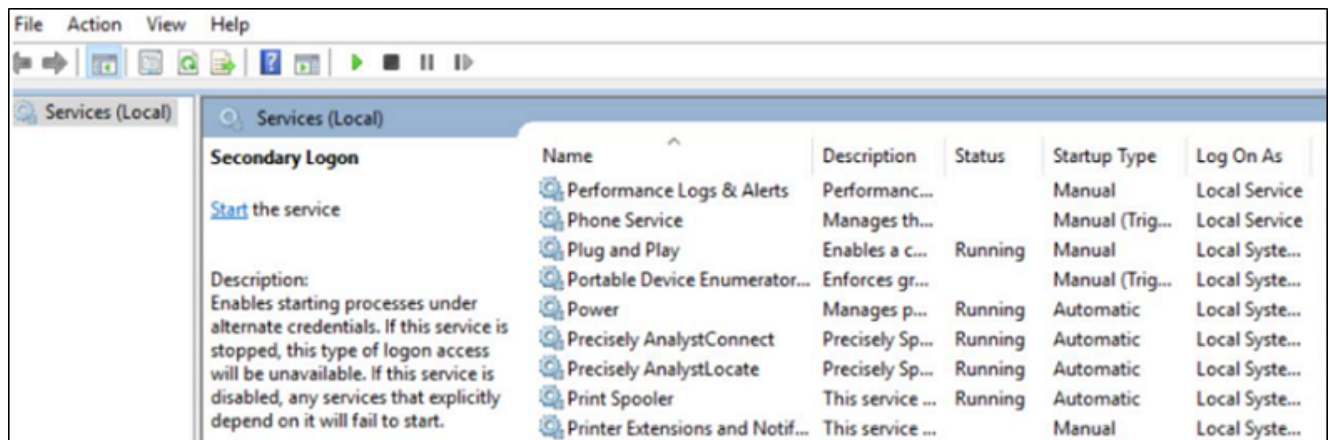 File Action View Help
Services (Local)
Services (Local)
Secondary Logon
Start the service
Description:
Enables starting processes under
alternate credentials. If this service is
stopped, this type of logon access
will be unavailable. If this service is
disabled, any services that explicitly
depend on it will fail to start.
Name Description Status Startup Type Log On As
Performance Logs & Alerts Performanc... Manual Local Service
Phone Service Manages th... Manual (Trig... Local Service
Plug and Play Enables a c... Running Manual Local Syste...
Portable Device Enumerator... Enforces gr... Manual (Trig... Local Syste...
Power Manages p... Running Automatic Local Syste...
Precisely AnalystConnect Precisely Sp... Running Automatic Local Syste...
Precisely AnalystLocate Precisely Sp... Running Automatic Local Syste...
Print Spooler This service ... Running Automatic Local Syste...
Printer Extensions and Notif... This service ... Manual Local Syste...